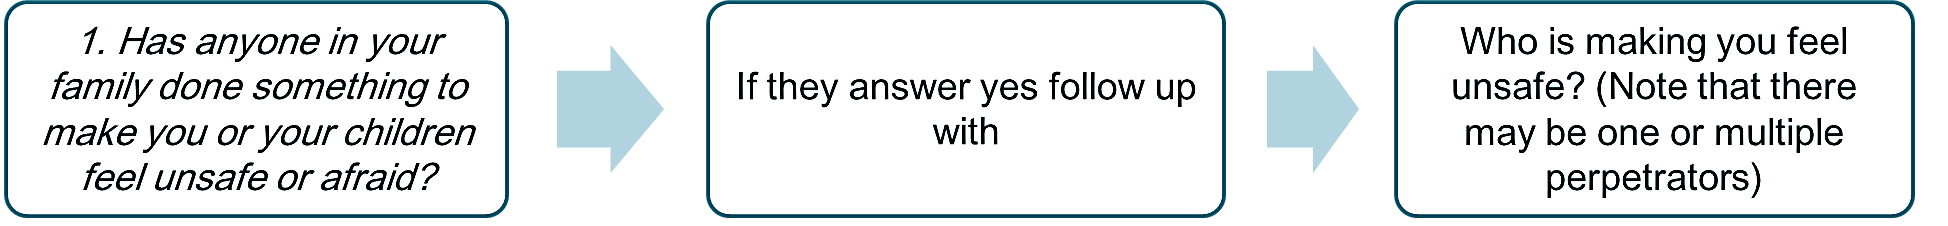 1. Has anyone in your
family done something to
make you or your children
feel unsafe or afraid?
If they answer yes follow up
with
Who is making you feel
unsafe? (Note that there
may be one or multiple
perpetrators)